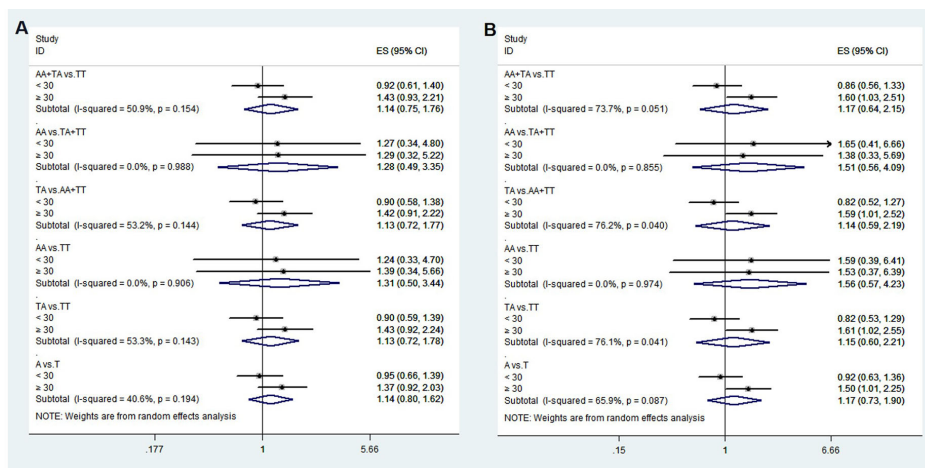 A
Study
ID ES (95% CI)
AA+TA vs.TT
< 30 0.92 (0.61, 1.40)
≥ 30 1.43 (0.93, 2.21)
Subtotal (I-squared = 50.9%, p = 0.154) 1.14 (0.75, 1.76)
.
AA vs.TA+TT
< 30 1.27 (0.34, 4.80)
≥ 30 1.29 (0.32, 5.22)
Subtotal (I-squared = 0.0%, p = 0.988) 1.28 (0.49, 3.35)
.
TA vs.AA+TT
< 30 0.90 (0.58, 1.38)
≥ 30 1.42 (0.91, 2.22)
Subtotal (I-squared = 53.2%, p = 0.144) 1.13 (0.72, 1.77)
.
AA vs.TT
< 30 1.24 (0.33, 4.70)
≥ 30 1.39 (0.34, 5.66)
Subtotal (I-squared = 0.0%, p = 0.906) 1.31 (0.50, 3.44)
.
TA vs.TT
< 30 0.90 (0.59, 1.39)
≥ 30 1.43 (0.92, 2.24)
Subtotal (I-squared = 53.3%, p = 0.143) 1.13 (0.72, 1.78)
.
A vs.T
< 30 0.95 (0.66, 1.39)
≥ 30 1.37 (0.92, 2.03)
Subtotal (I-squared = 40.6%, p = 0.194) 1.14 (0.80, 1.62)
NOTE: Weights are from random effects analysis
.177 1 5.66
B
Study
ID ES (95% CI)
AA+TA vs.TT
< 30 0.86 (0.56, 1.33)
≥ 30 1.60 (1.03, 2.51)
Subtotal (I-squared = 73.7%, p = 0.051) 1.17 (0.64, 2.15)
.
AA vs.TA+TT
< 30 1.65 (0.41, 6.66)
≥ 30 1.38 (0.33, 5.69)
Subtotal (I-squared = 0.0%, p = 0.855) 1.51 (0.56, 4.09)
.
TA vs.AA+TT
< 30 0.82 (0.52, 1.27)
≥ 30 1.59 (1.01, 2.52)
Subtotal (I-squared = 76.2%, p = 0.040) 1.14 (0.59, 2.19)
.
AA vs.TT
< 30 1.59 (0.39, 6.41)
≥ 30 1.53 (0.37, 6.39)
Subtotal (I-squared = 0.0%, p = 0.974) 1.56 (0.57, 4.23)
.
TA vs.TT
< 30 0.82 (0.53, 1.29)
≥ 30 1.61 (1.02, 2.55)
Subtotal (I-squared = 76.1%, p = 0.041) 1.15 (0.60, 2.21)
.
A vs.T
< 30 0.92 (0.63, 1.36)
≥ 30 1.50 (1.01, 2.25)
Subtotal (I-squared = 65.9%, p = 0.087) 1.17 (0.73, 1.90)
NOTE: Weights are from random effects analysis
.15 1 6.66